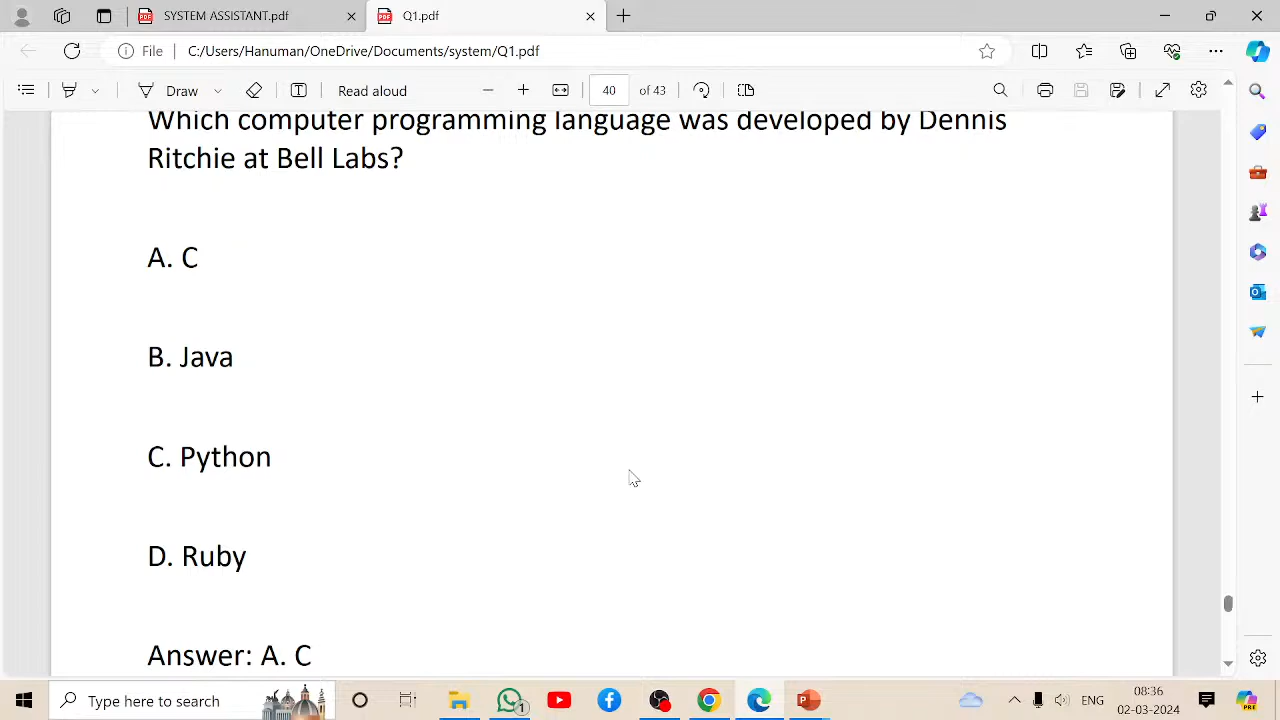 SYSTEM ASSISTANT.pdf
Q1.pdf
File
C:/Users/Hanuman/OneDrive/Documents/system/Q1.pdf
Draw
Read aloud
40 of 43
Which computer programming language was developed by Dennis
Ritchie at Bell Labs?
A. C
B. Java
C. Python
D. Ruby
Answer: A. C
Type here to search
1
ENG
02-03-2024